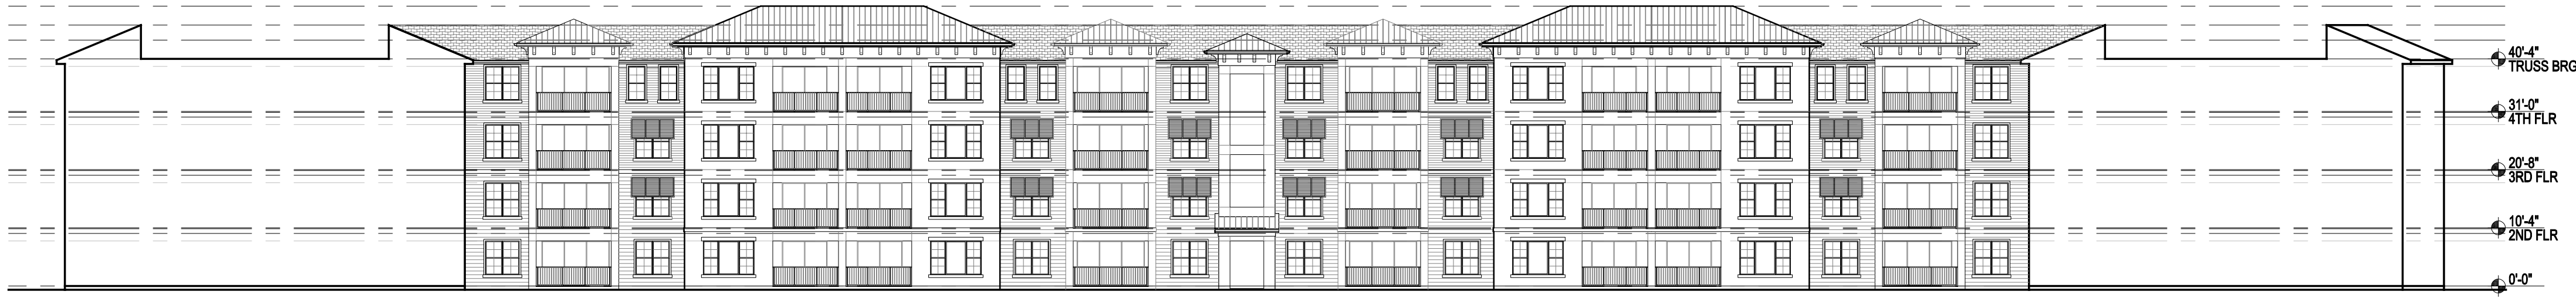 40'-4"
TRUSS BRG
31'-0"
4TH FLR
20'-8"
3RD FLR
10'-4"
2ND FLR
0'-0"